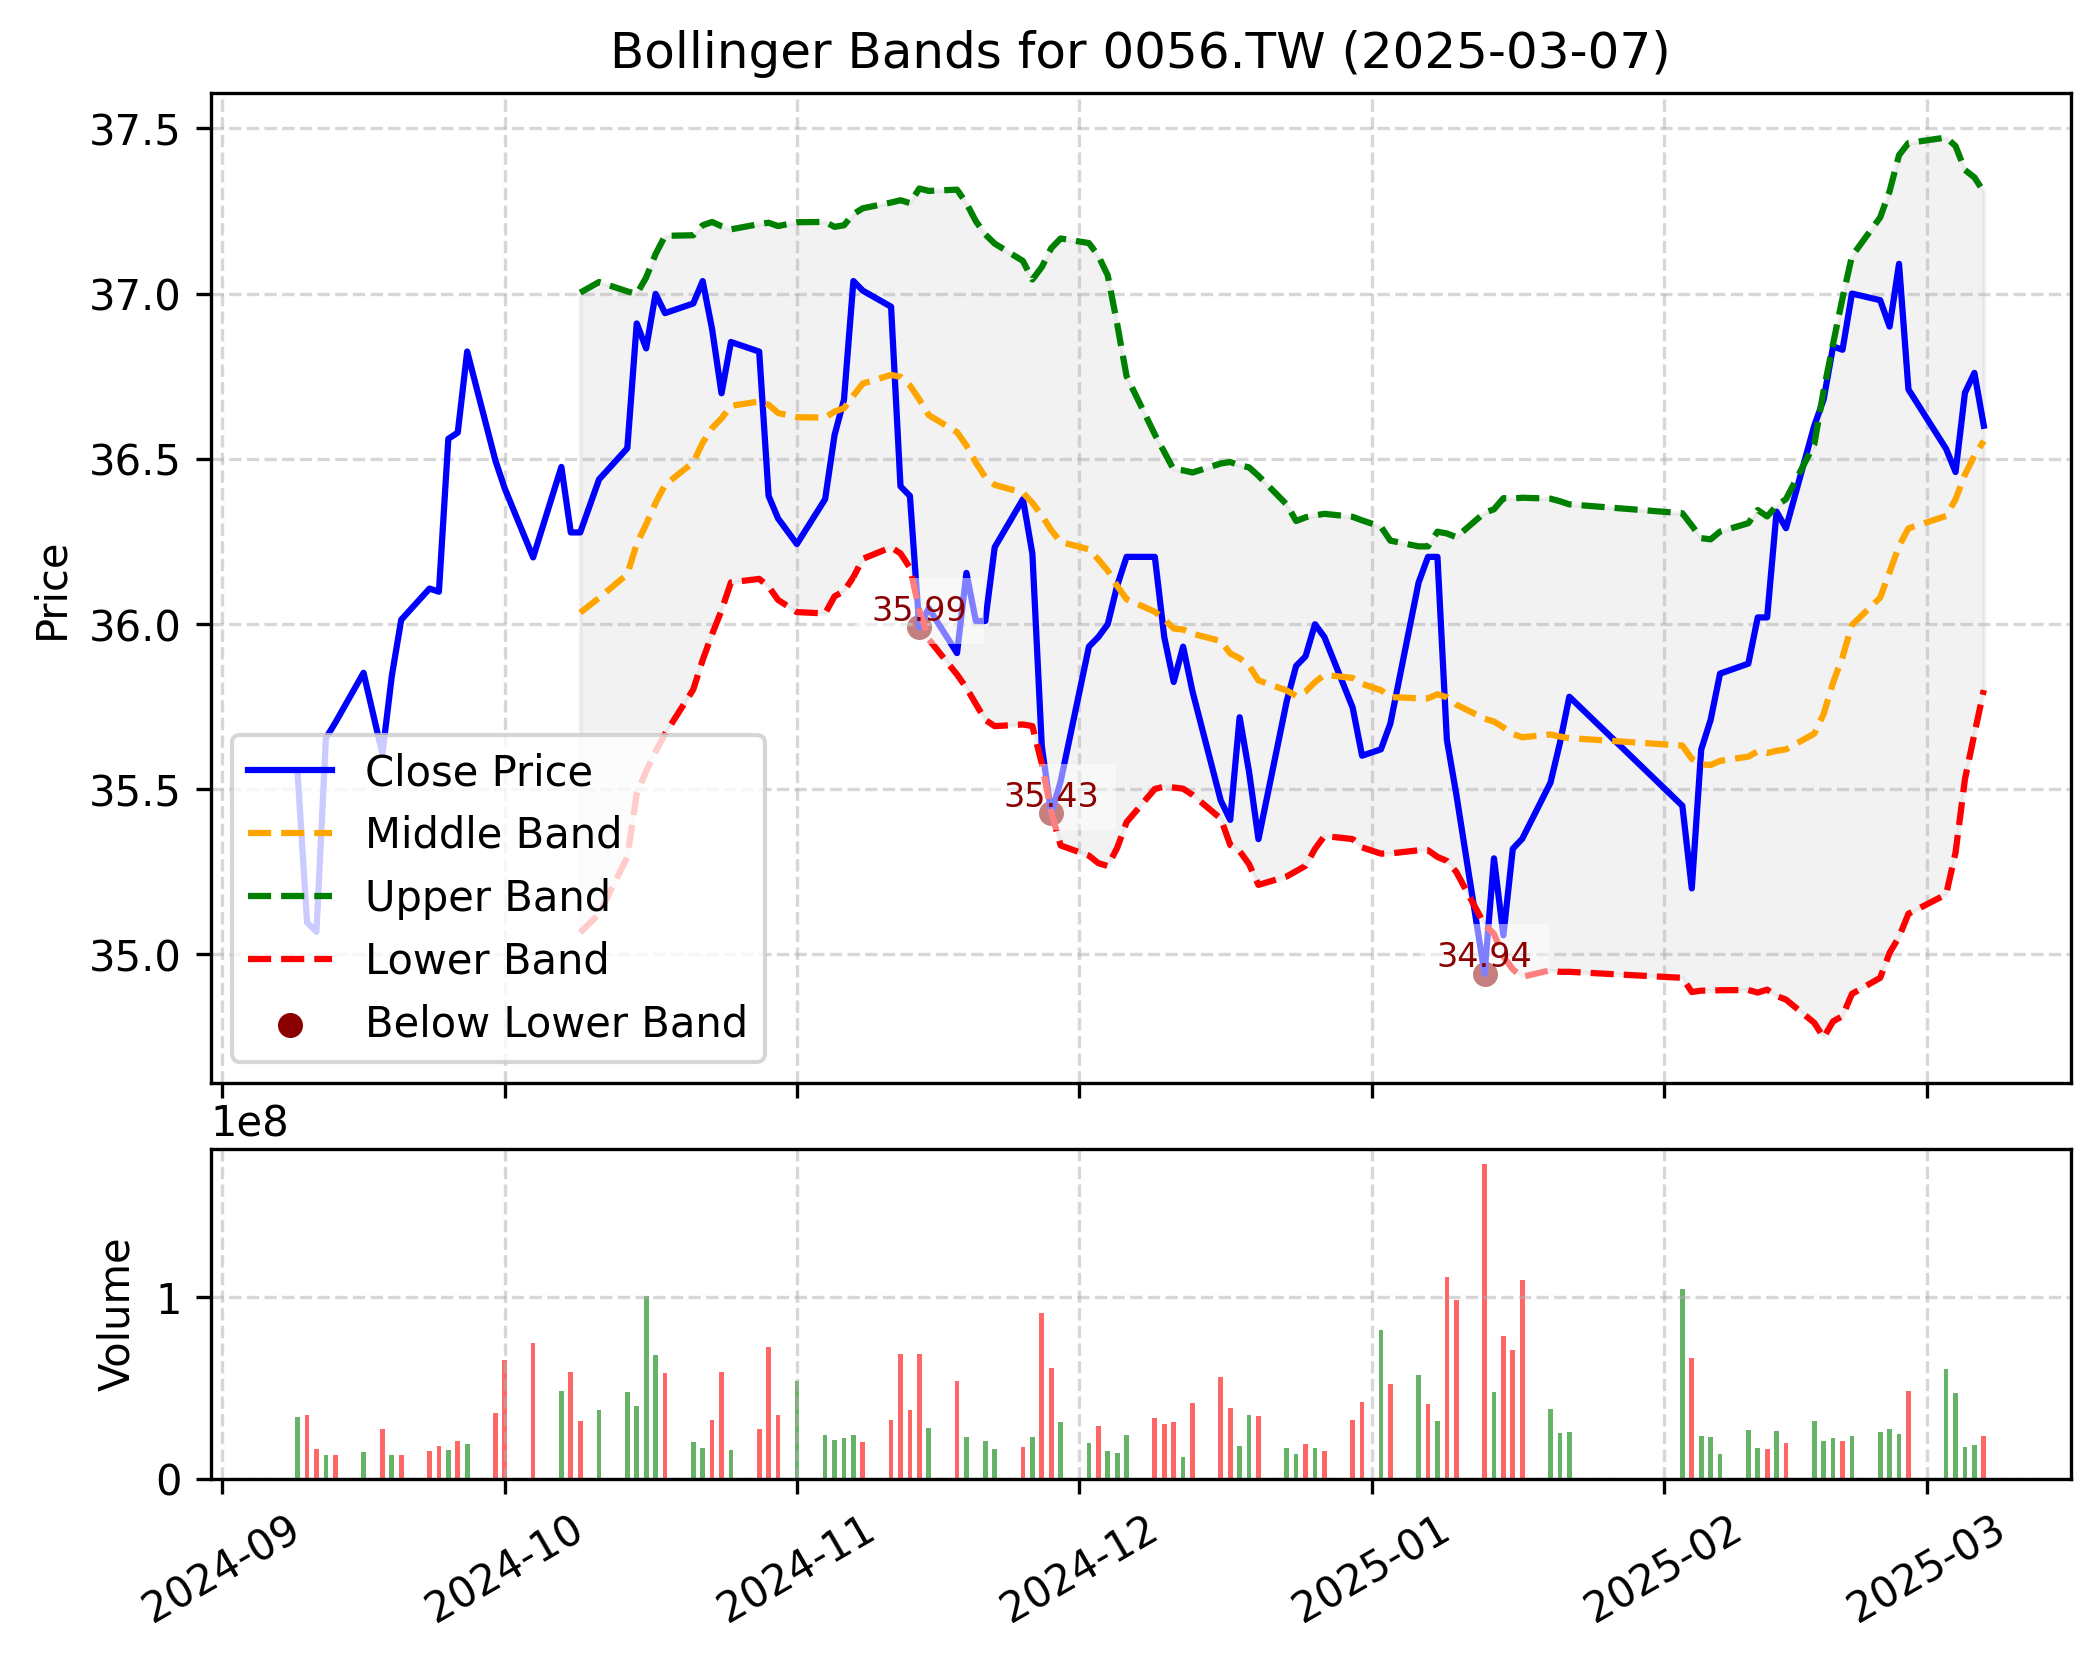 Bollinger Bands for 0056.TW (2025-03-07)
Price
37.5
37.0
36.5
36.0
35.5
35.0
35.99
35.43
34.94
Close Price
Middle Band
Upper Band
Lower Band
Below Lower Band
1e8
Volume
1
0
2024-09
2024-10
2024-11
2024-12
2025-01
2025-02
2025-03